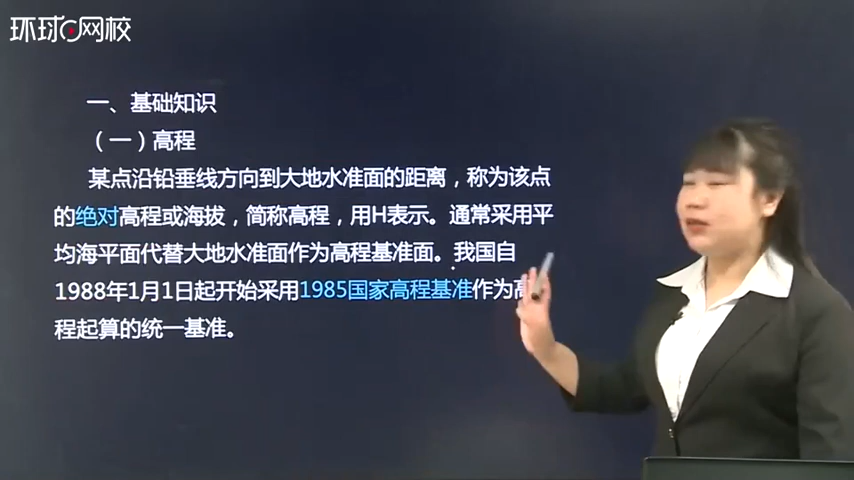 环球网校
一、基础知识
（一）高程
某点沿铅垂线方向到大地水准面的距离，称为该点
的绝对高程或海拔，简称高程，用H表示。通常采用平
均海平面代替大地水准面作为高程基准面。我国自
1988年1月1日起开始采用1985国家高程基准作为高
程起算的统一基准。